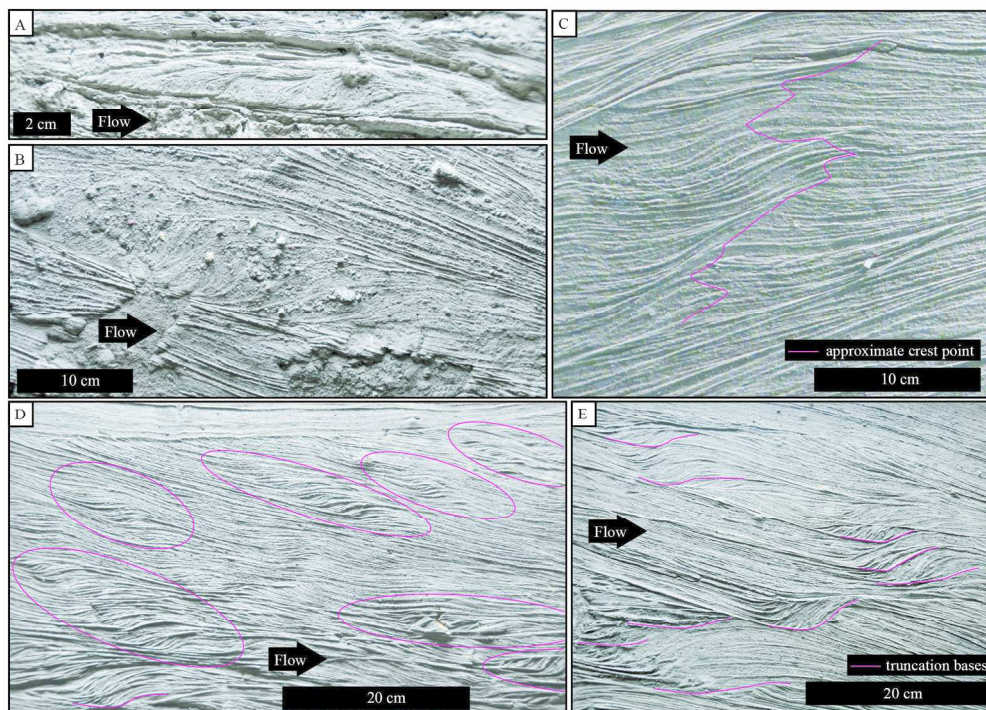 A
2 cm
Flow
B
Flow
10 cm
C
Flow
approximate crest point
10 cm
D
Flow
20 cm
E
Flow
truncation bases
20 cm